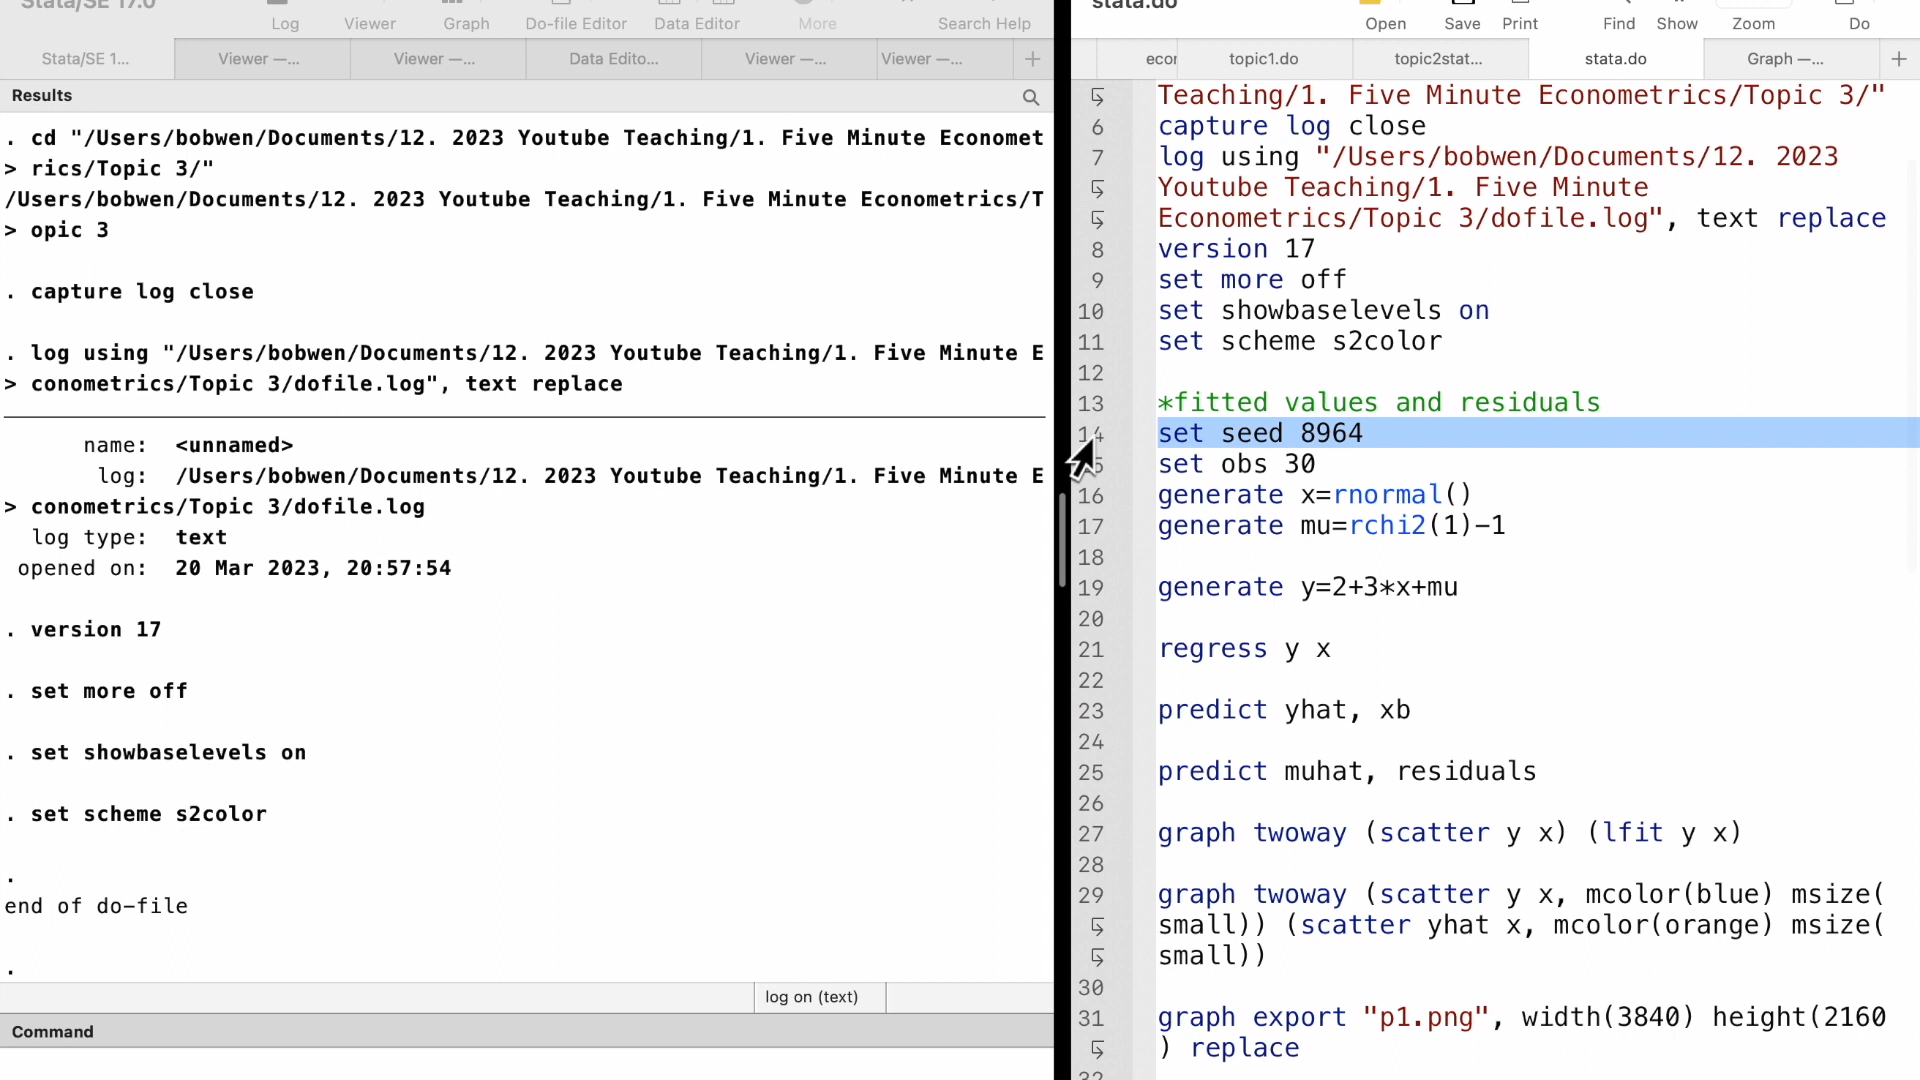 Stata/SE 17.0
Log Viewer Graph Do-file Editor Data Editor More Search Help
Stata/SE 1... Viewer —... Viewer —... Data Edito... Viewer —... Viewer —...
Results
. cd "/Users/bobwen/Documents/12. 2023 Youtube Teaching/1. Five Minute Economet
> rics/Topic 3/"
/Users/bobwen/Documents/12. 2023 Youtube Teaching/1. Five Minute Econometrics/T
> opic 3
. capture log close
. log using "/Users/bobwen/Documents/12. 2023 Youtube Teaching/1. Five Minute E
> conometrics/Topic 3/dofile.log", text replace
name: <unnamed>
log: /Users/bobwen/Documents/12. 2023 Youtube Teaching/1. Five Minute E
> conometrics/Topic 3/dofile.log
log type: text
opened on: 20 Mar 2023, 20:57:54
. version 17
. set more off
. set showbaselevels on
. set scheme s2color
.
end of do-file
.
log on (text)
Command
stata.do
Open Save Print Find Show Zoom Do
econ topic1.do topic2stat... stata.do Graph —...
Teaching/1. Five Minute Econometrics/Topic 3/"
6 capture log close
7 log using "/Users/bobwen/Documents/12. 2023
Youtube Teaching/1. Five Minute
Econometrics/Topic 3/dofile.log", text replace
8 version 17
9 set more off
10 set showbaselevels on
11 set scheme s2color
12
13 *fitted values and residuals
14 set seed 8964
15 set obs 30
16 generate x=rnormal()
17 generate mu=rchi2(1)-1
18
19 generate y=2+3*x+mu
20
21 regress y x
22
23 predict yhat, xb
24
25 predict muhat, residuals
26
27 graph twoway (scatter y x) (lfit y x)
28
29 graph twoway (scatter y x, mcolor(blue) msize(
small)) (scatter yhat x, mcolor(orange) msize(
small))
30
31 graph export "p1.png", width(3840) height(2160
) replace
32